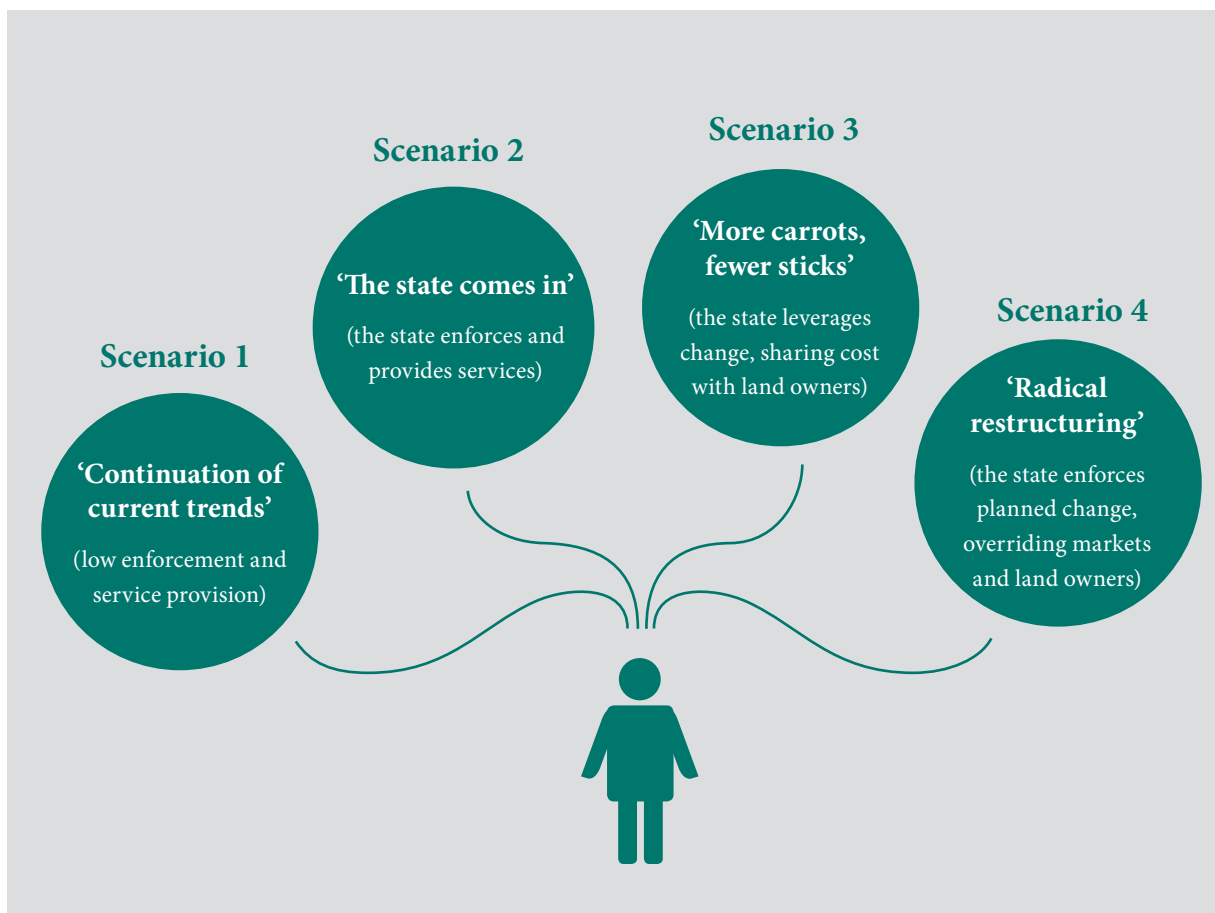 Scenario 1
‘Continuation of
current trends’
(low enforcement and
service provision)
Scenario 2
‘The state comes in’
(the state enforces and
provides services)
Scenario 3
‘More carrots,
fewer sticks’
(the state leverages
change, sharing cost
with land owners)
Scenario 4
‘Radical
restructuring’
(the state enforces
planned change,
overriding markets
and land owners)